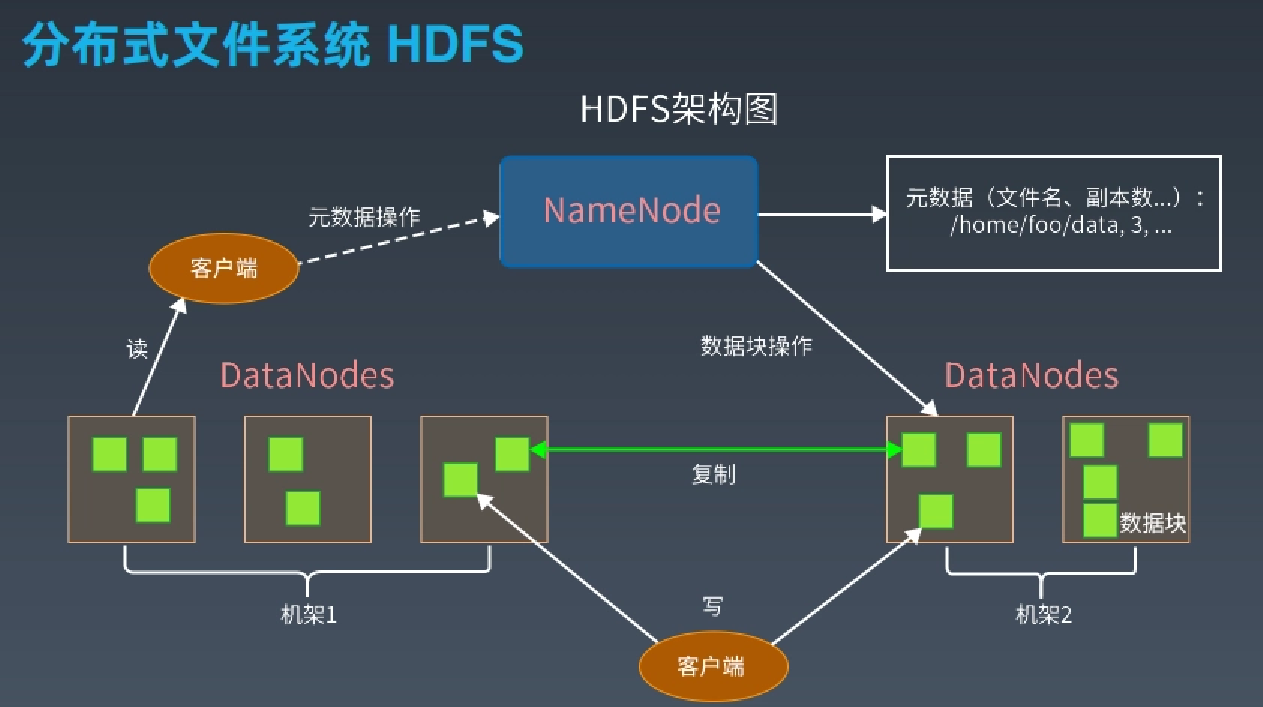 分布式文件系统 HDFS
HDFS架构图
元数据操作
NameNode
元数据（文件名、副本数...）：
/home/foo/data, 3, ...
客户端
读
数据块操作
DataNodes
DataNodes
复制
数据块
机架1
写
机架2
客户端